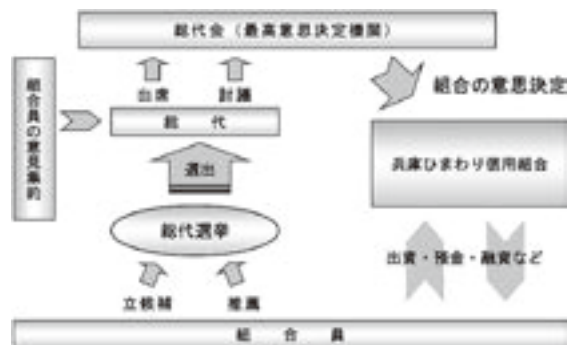 総代会（最高意思決定機関）
出席 討議
組合の意思決定
組合員の意見集約
総 代
兵庫ひまわり信用組合
選出
総代選挙
出資・預金・融資など
立候補 推薦
組 合 員